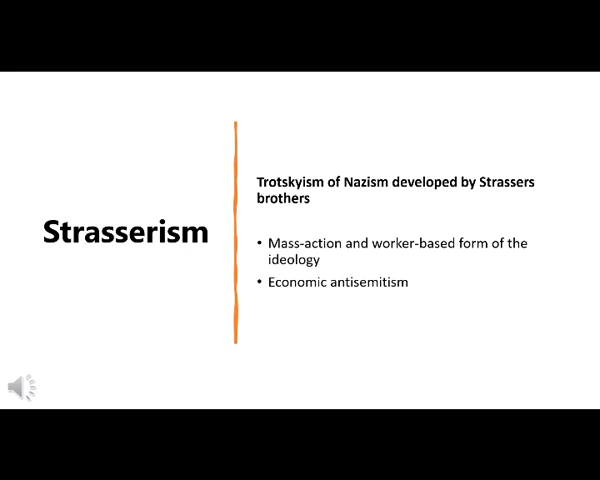 Strasserism
Trotskyism of Nazism developed by Strassers
brothers
• Mass-action and worker-based form of the
ideology
• Economic antisemitism